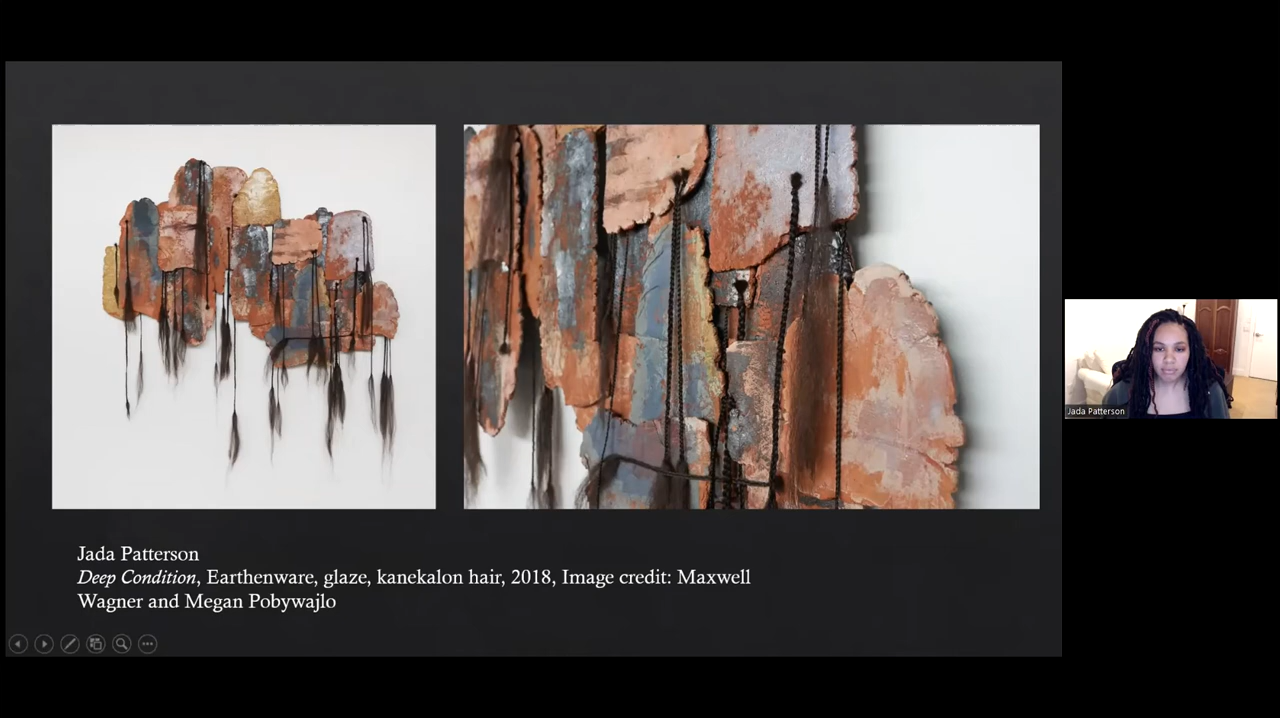 Jada Patterson
Deep Condition, Earthenware, glaze, kanekalon hair, 2018, Image credit: Maxwell
Wagner and Megan Pobywajlo
Jada Patterson